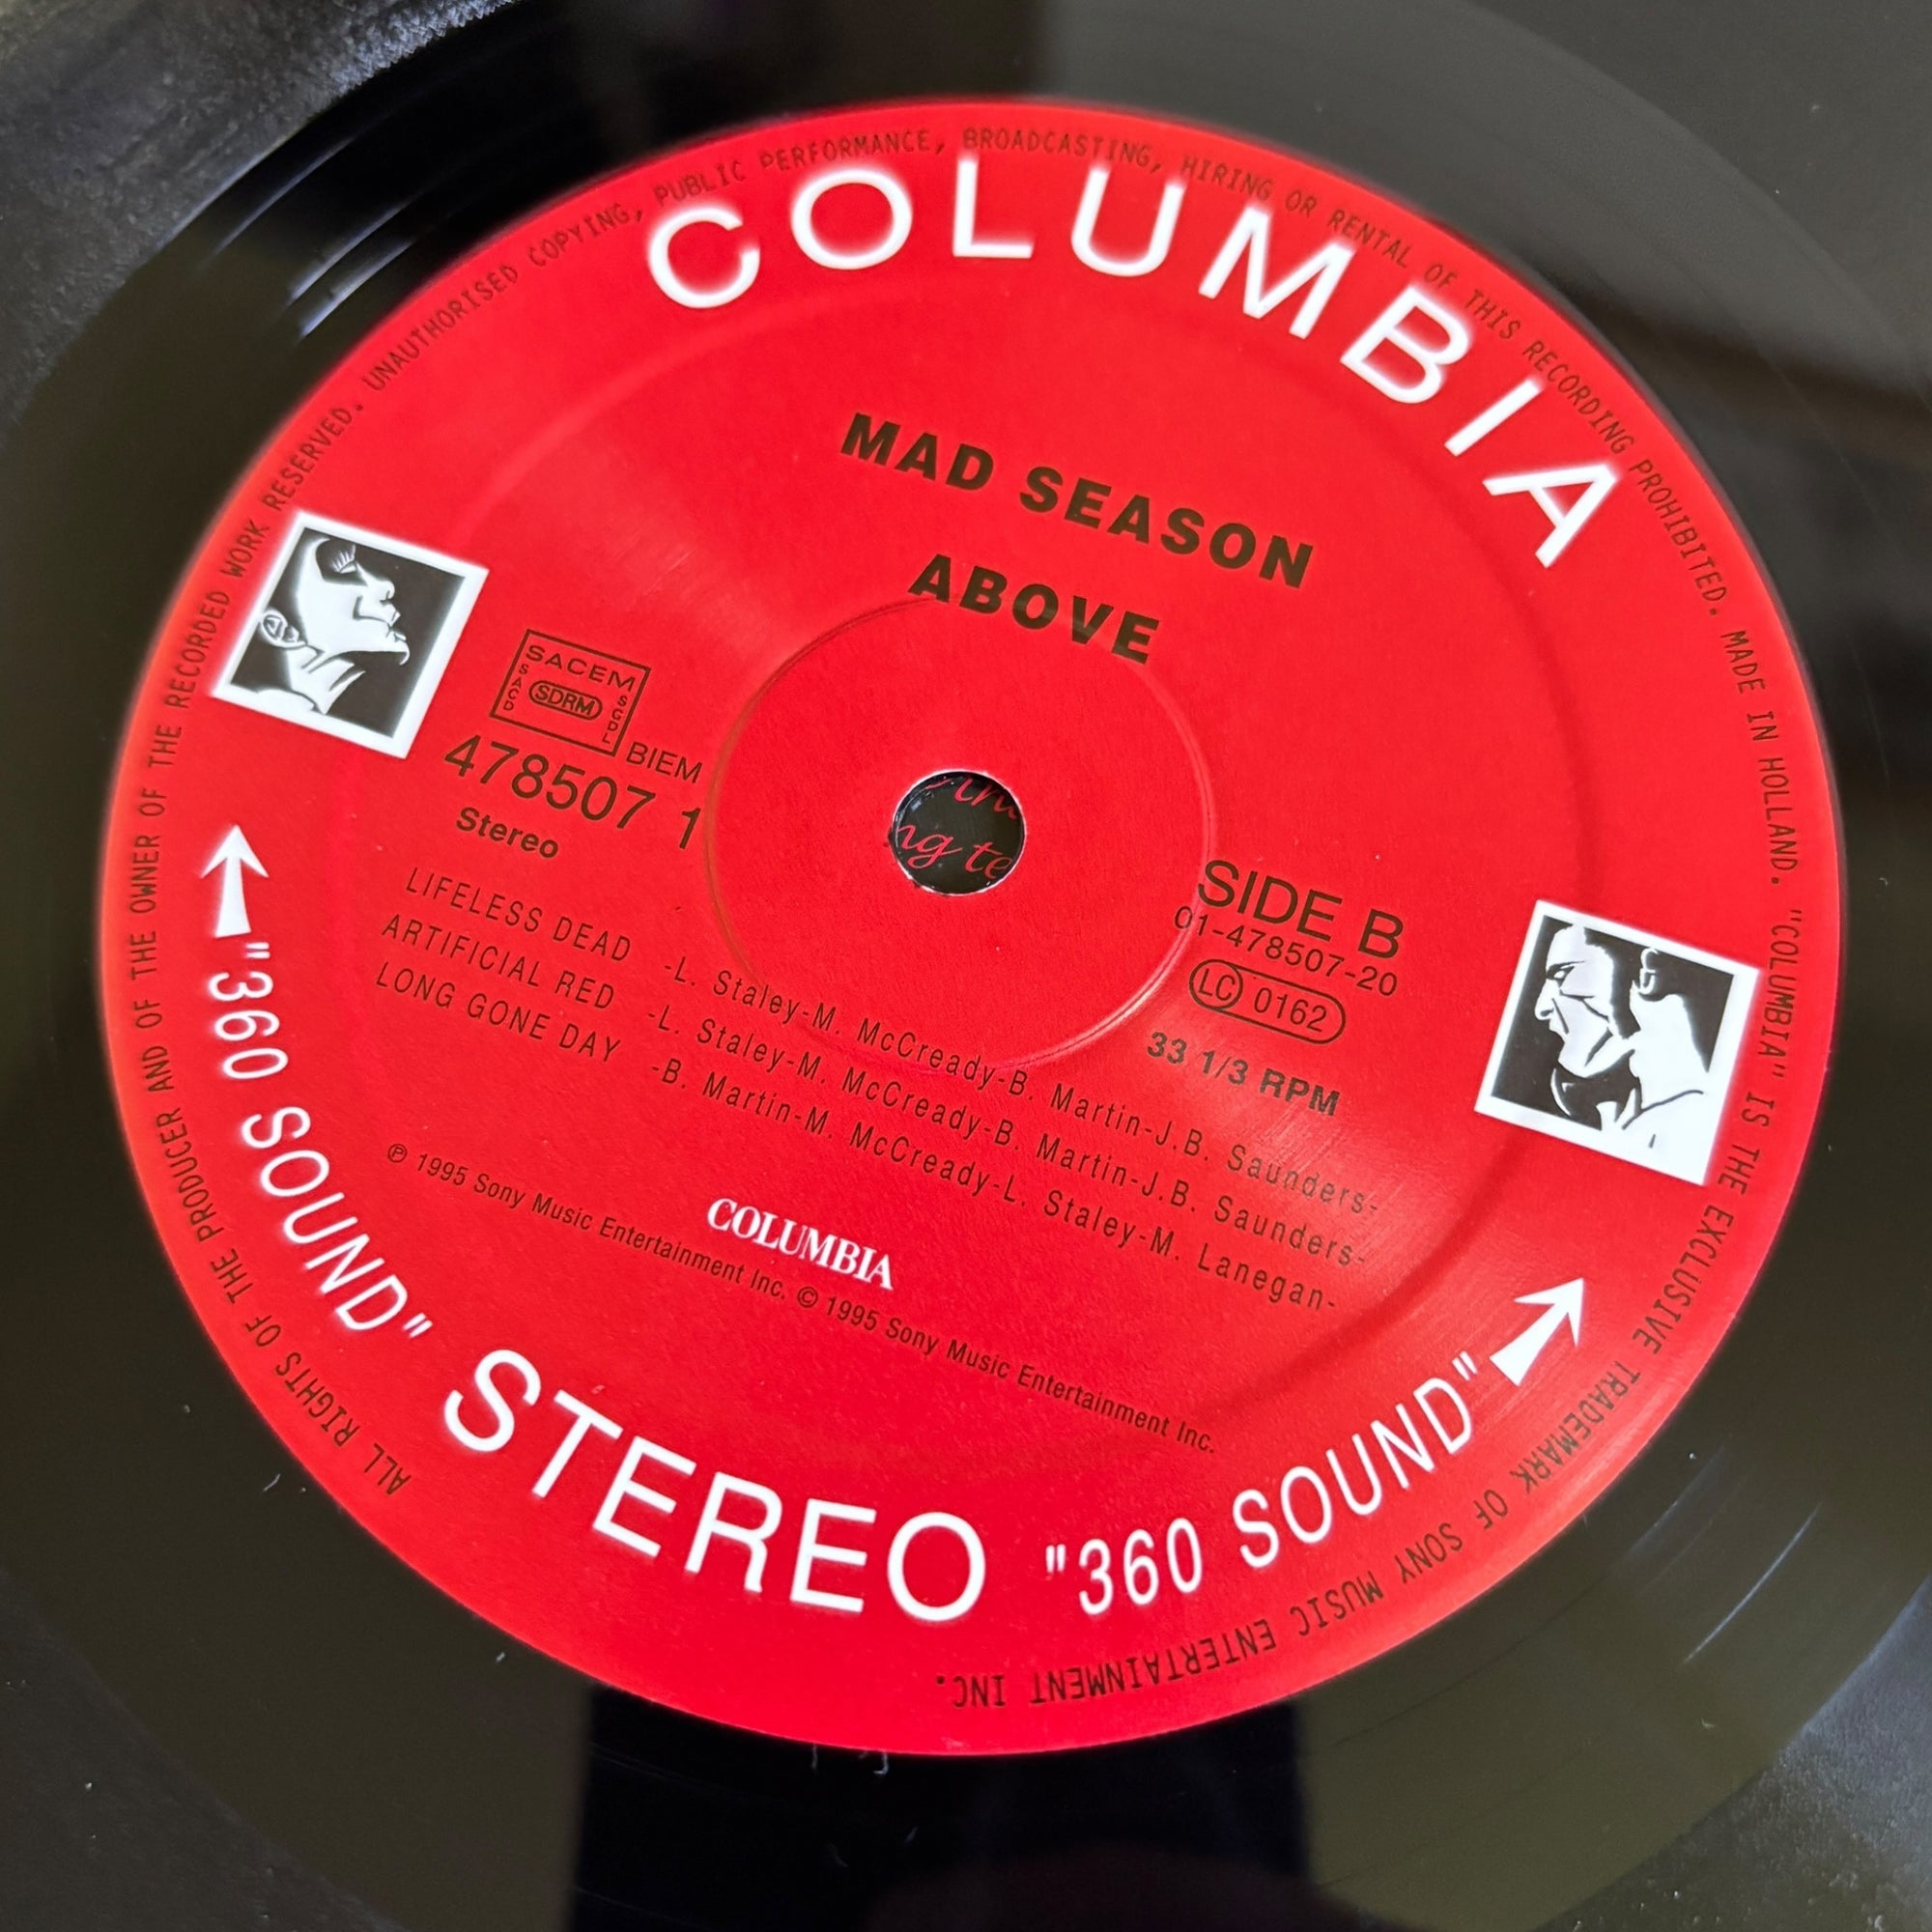 COLUMBIA
MAD SEASON
ABOVE
SACEM
SACD
SDRM
SGDL
BIEM
478507 1
Stereo
SIDE B
01-478507-20
LC 0162
33 1/3 RPM
LIFELESS DEAD -L. Staley-M. McCready-B. Martin-J.B. Saunders-
ARTIFICIAL RED -L. Staley-M. McCready-B. Martin-J.B. Saunders-
LONG GONE DAY -B. Martin-M. McCready-L. Staley-M. Lanegan-
COLUMBIA
℗ 1995 Sony Music Entertainment Inc. © 1995 Sony Music Entertainment Inc.
"360 SOUND" STEREO "360 SOUND"
ALL RIGHTS OF THE PRODUCER AND OF THE OWNER OF THE RECORDED WORK RESERVED. UNAUTHORISED COPYING, PUBLIC PERFORMANCE, BROADCASTING, HIRING OR RENTAL OF THIS RECORDING PROHIBITED. MADE IN HOLLAND. "COLUMBIA" IS THE EXCLUSIVE TRADEMARK OF SONY MUSIC ENTERTAINMENT INC.